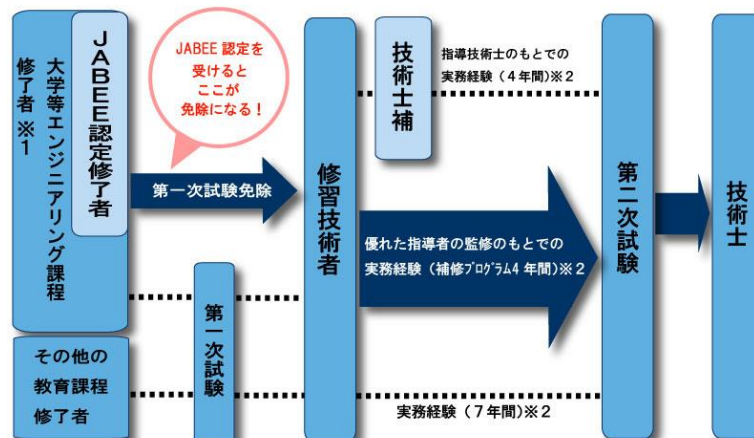 大学等エンジニアリング課程
修了者 ※1
JABEE認定修了者
JABEE 認定を
受けると
ここが
免除になる！
第一次試験免除
その他の
教育課程
修了者
第一次試験
修習技術者
技術士補
指導技術士のもとでの
実務経験（4年間）※2
優れた指導者の監修のもとでの
実務経験（補修ﾌﾟﾛｸﾞﾗﾑ4年間)※2
実務経験（7年間）※2
第二次試験
技術士